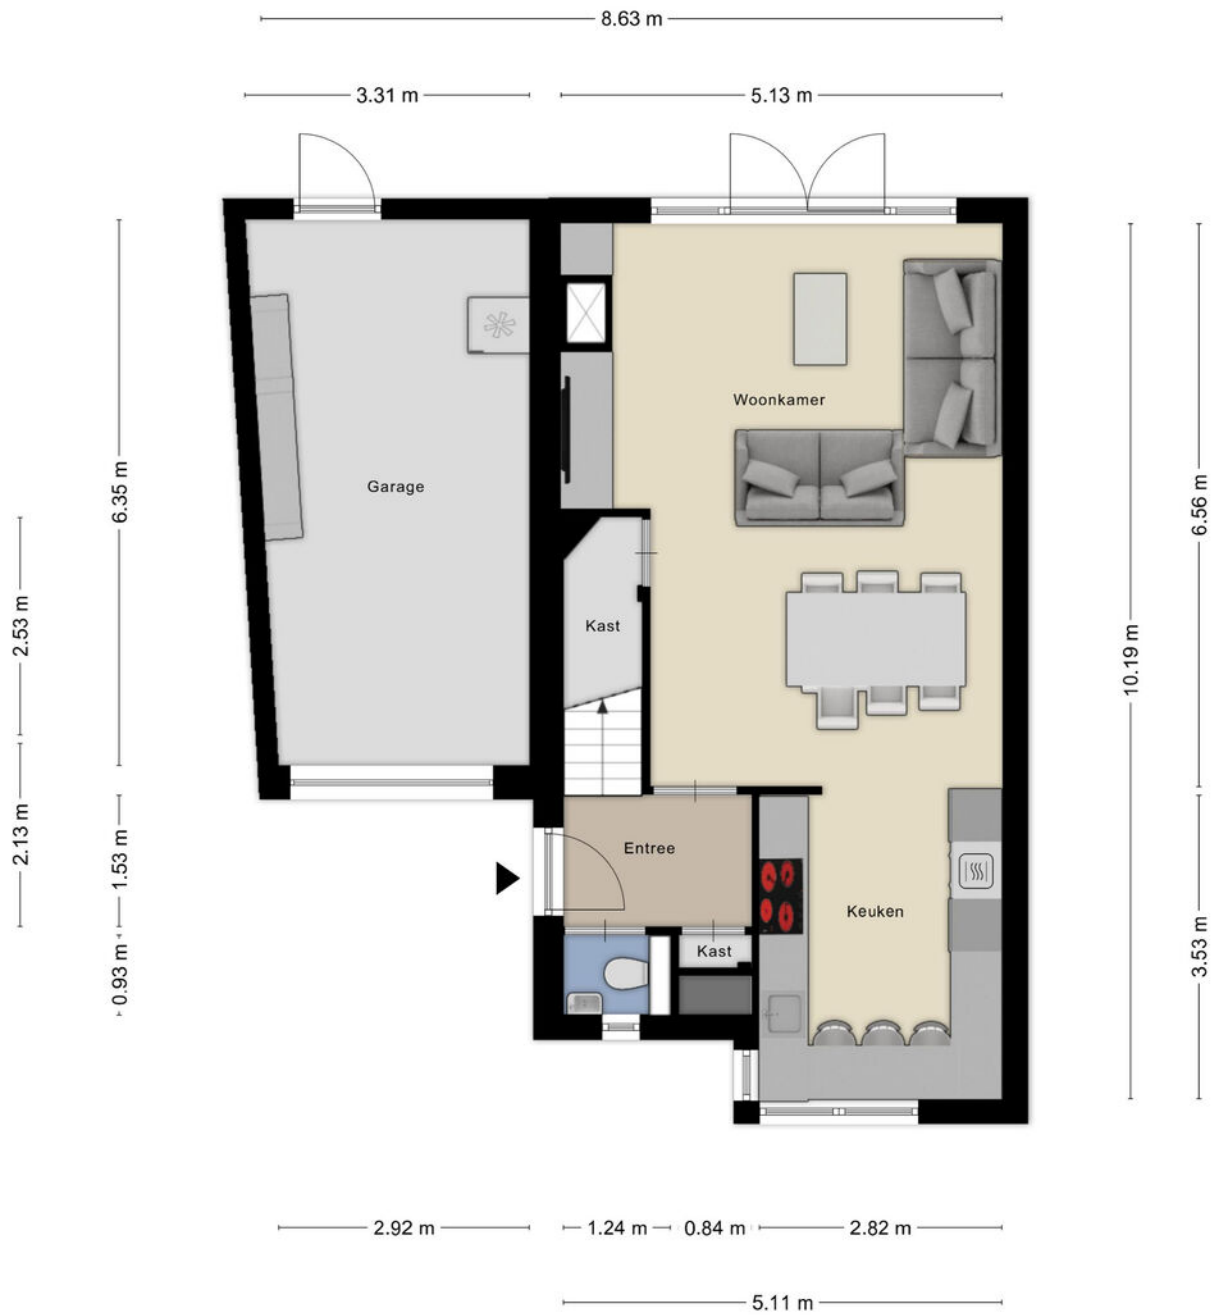 8.63 m
3.31 m
5.13 m
Woonkamer
Garage
6.35 m
6.56 m
2.53 m
Kast
10.19 m
2.13 m
1.53 m
Entree
Keuken
Kast
0.93 m
3.53 m
2.92 m
1.24 m
0.84 m
2.82 m
5.11 m